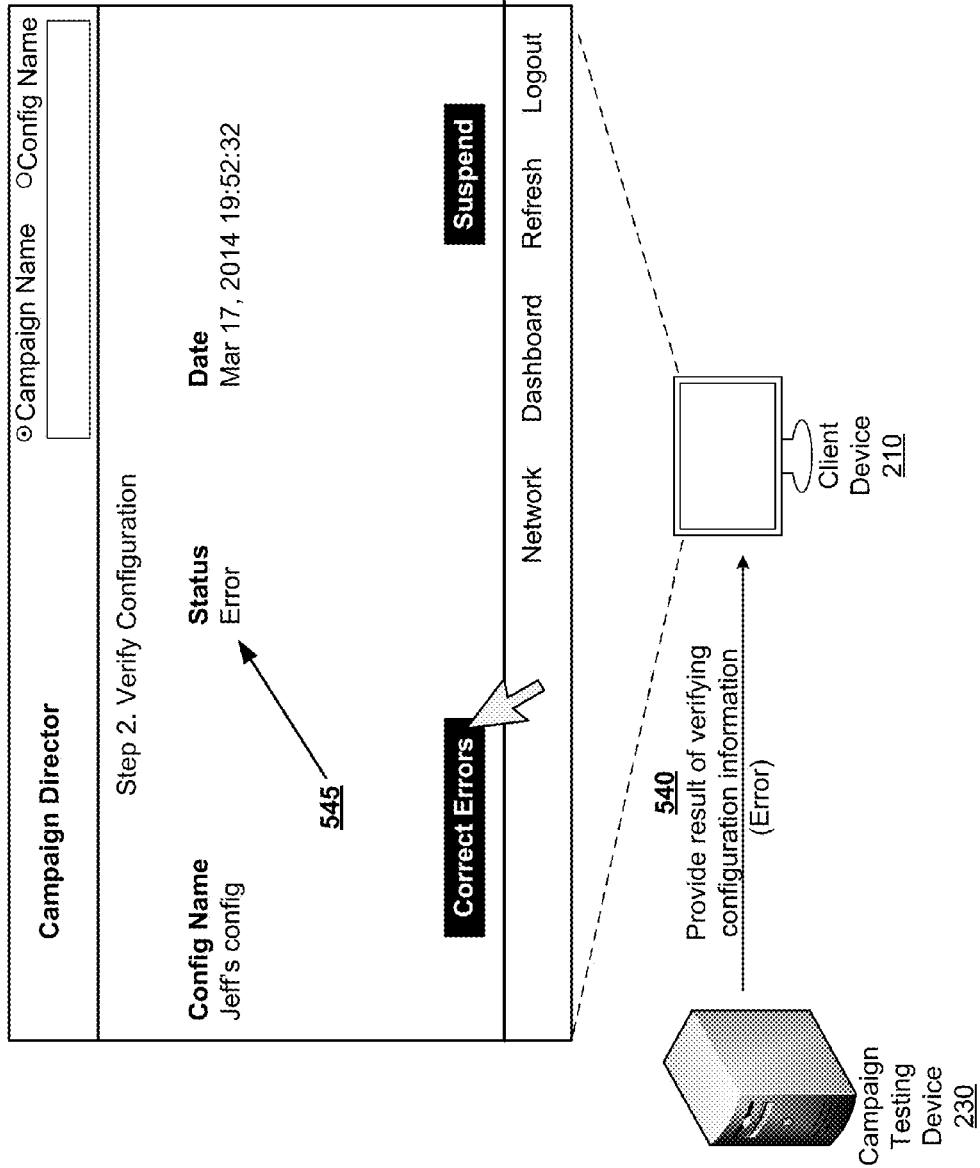 Campaign Director
Campaign Name
Config Name
Step 2. Verify Configuration
Config Name
Status
Date
Jeff's config
Error
Mar 17, 2014 19:52:32
545
Correct Errors
Suspend
Network
Dashboard
Refresh
Logout
540
Provide result of verifying
configuration information
(Error)
Campaign
Testing
Device
230
Client
Device
210